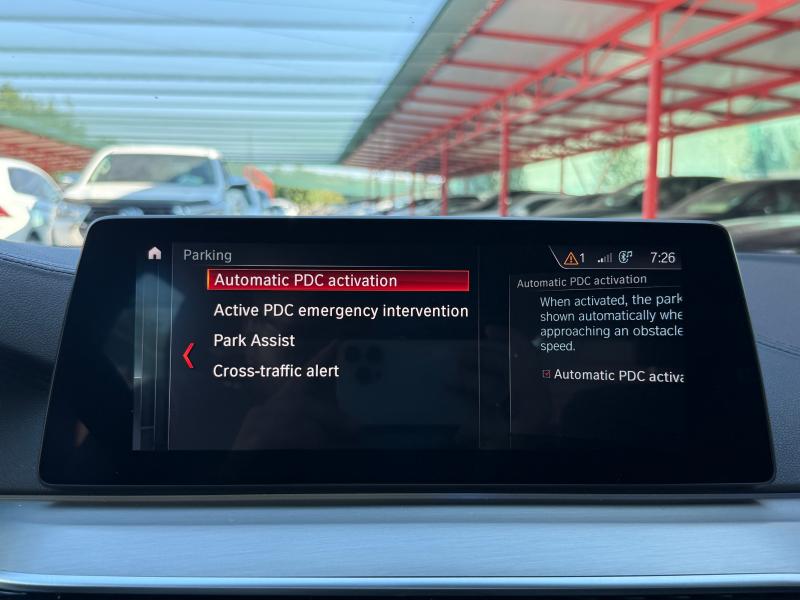 Parking
Automatic PDC activation
Active PDC emergency intervention
Park Assist
Cross-traffic alert
1 7:26
Automatic PDC activation
When activated, the park
shown automatically whe
approaching an obstacle
speed.
Automatic PDC activa